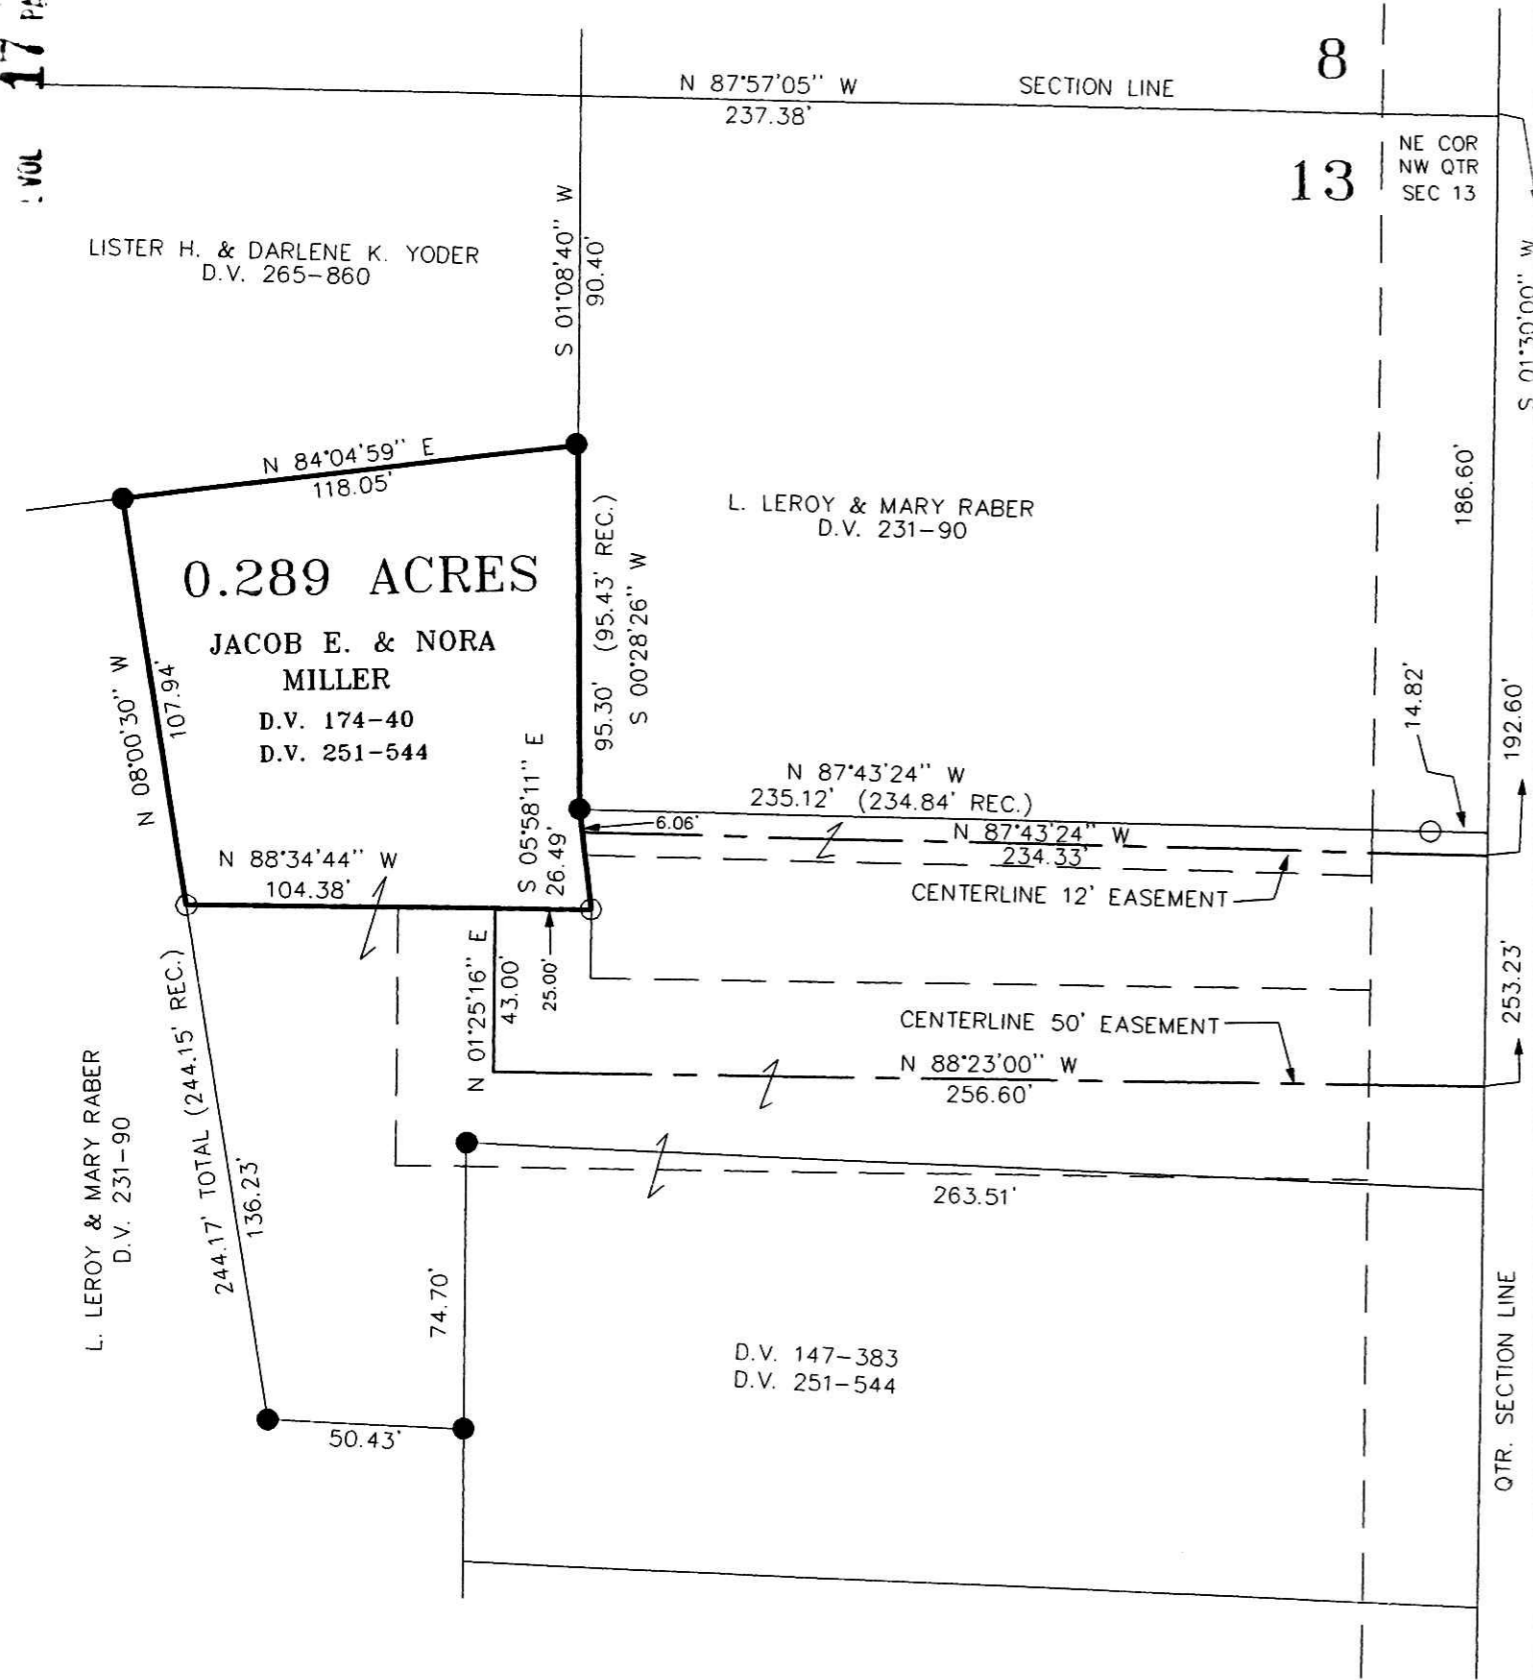 17
VOL
N 87°57'05" W
237.38'
SECTION LINE
8
13
NE COR
NW QTR
SEC 13
LISTER H. & DARLENE K. YODER
D.V. 265-860
S 01°08'40" W
90.40'
S 01°30'00" W
N 84°04'59" E
118.05'
L. LEROY & MARY RABER
D.V. 231-90
186.60'
0.289 ACRES
JACOB E. & NORA
MILLER
D.V. 174-40
D.V. 251-544
95.30' (95.43' REC.)
S 00°28'26" W
N 08°00'30" W
107.94'
14.82'
192.60'
S 05°58'11" E
26.49'
N 87°43'24" W
235.12' (234.84' REC.)
6.06'
N 87°43'24" W
234.33'
CENTERLINE 12' EASEMENT
N 88°34'44" W
104.38'
N 01°25'16" E
43.00'
25.00'
253.23'
CENTERLINE 50' EASEMENT
N 88°23'00" W
256.60'
244.17' TOTAL (244.15' REC.)
136.23'
L. LEROY & MARY RABER
D.V. 231-90
263.51'
74.70'
D.V. 147-383
D.V. 251-544
50.43'
QTR. SECTION LINE